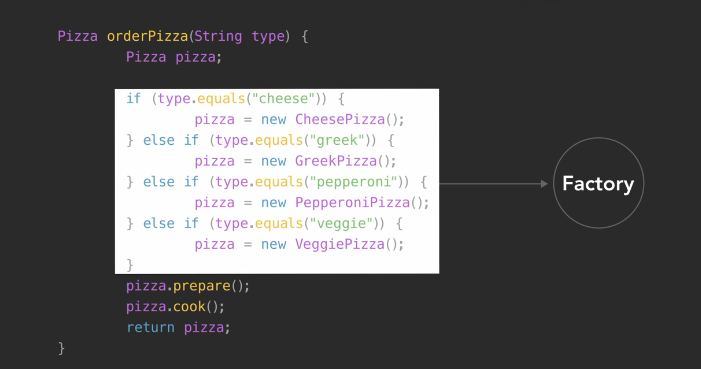 Pizza orderPizza(String type) {
Pizza pizza;
if (type.equals("cheese")) {
pizza = new CheesePizza();
} else if (type.equals("greek")) {
pizza = new GreekPizza();
} else if (type.equals("pepperoni")) {
pizza = new PepperoniPizza();
} else if (type.equals("veggie")) {
pizza = new VeggiePizza();
}
pizza.prepare();
pizza.cook();
return pizza;
}
Factory